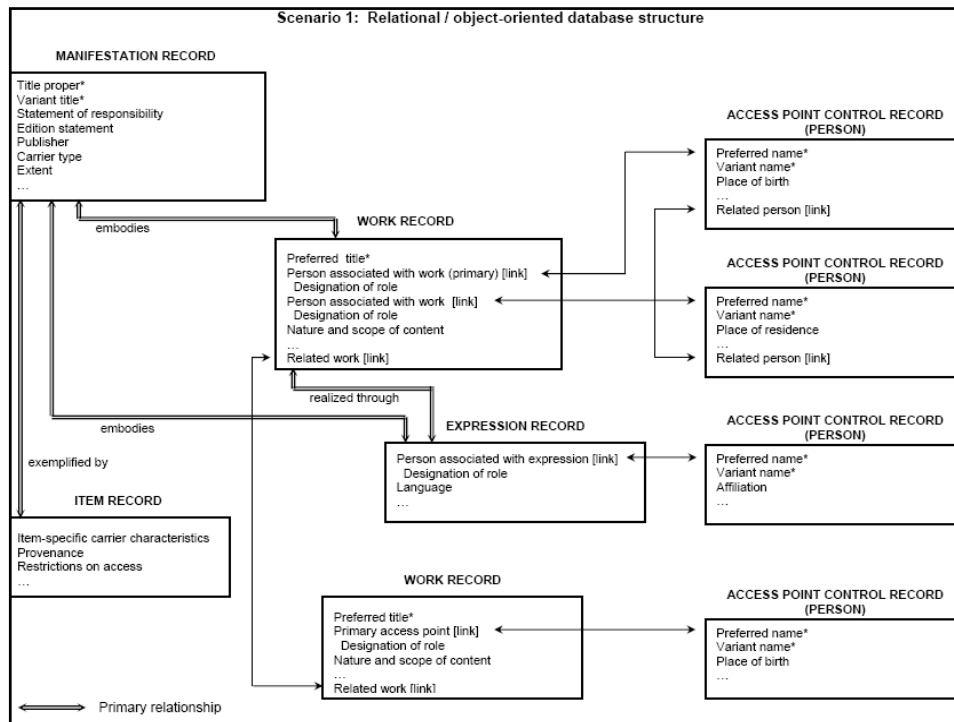 Scenario 1: Relational / object-oriented database structure
MANIFESTATION RECORD
Title proper*
Variant title*
Statement of responsibility
Edition statement
Publisher
Carrier type
Extent
…
embodies
WORK RECORD
Preferred title*
Person associated with work (primary) [link]
Designation of role
Person associated with work [link]
Designation of role
Nature and scope of content
…
Related work [link]
ACCESS POINT CONTROL RECORD
(PERSON)
Preferred name*
Variant name*
Place of birth
…
Related person [link]
ACCESS POINT CONTROL RECORD
(PERSON)
Preferred name*
Variant name*
Place of residence
…
Related person [link]
realized through
embodies
EXPRESSION RECORD
Person associated with expression [link]
Designation of role
Language
…
ACCESS POINT CONTROL RECORD
(PERSON)
Preferred name*
Variant name*
Affiliation
…
exemplified by
ITEM RECORD
Item-specific carrier characteristics
Provenance
Restrictions on access
…
WORK RECORD
Preferred title*
Primary access point [link]
Designation of role
Nature and scope of content
…
Related work [link]
ACCESS POINT CONTROL RECORD
(PERSON)
Preferred name*
Variant name*
Place of birth
…
Primary relationship